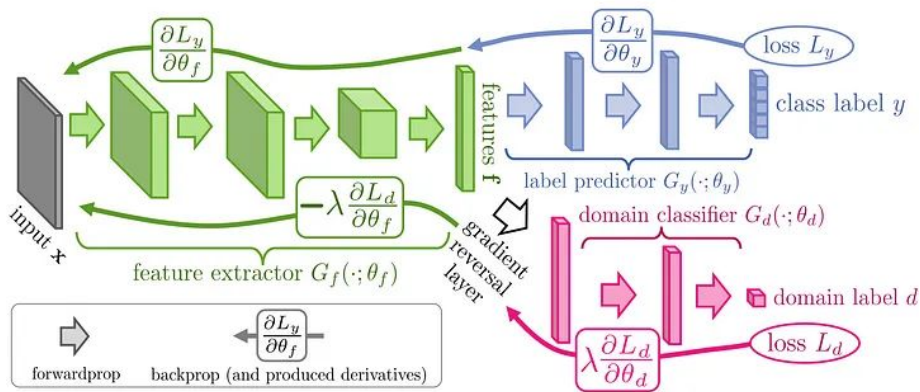 ∂L_y/∂θ_f
∂L_y/∂θ_y
loss L_y
features f
class label y
label predictor G_y(·;θ_y)
input x
−λ ∂L_d/∂θ_f
feature extractor G_f(·;θ_f)
gradient
reversal
layer
domain classifier G_d(·;θ_d)
domain label d
λ ∂L_d/∂θ_d
loss L_d
∂L_y/∂θ_f
forwardprop
backprop (and produced derivatives)